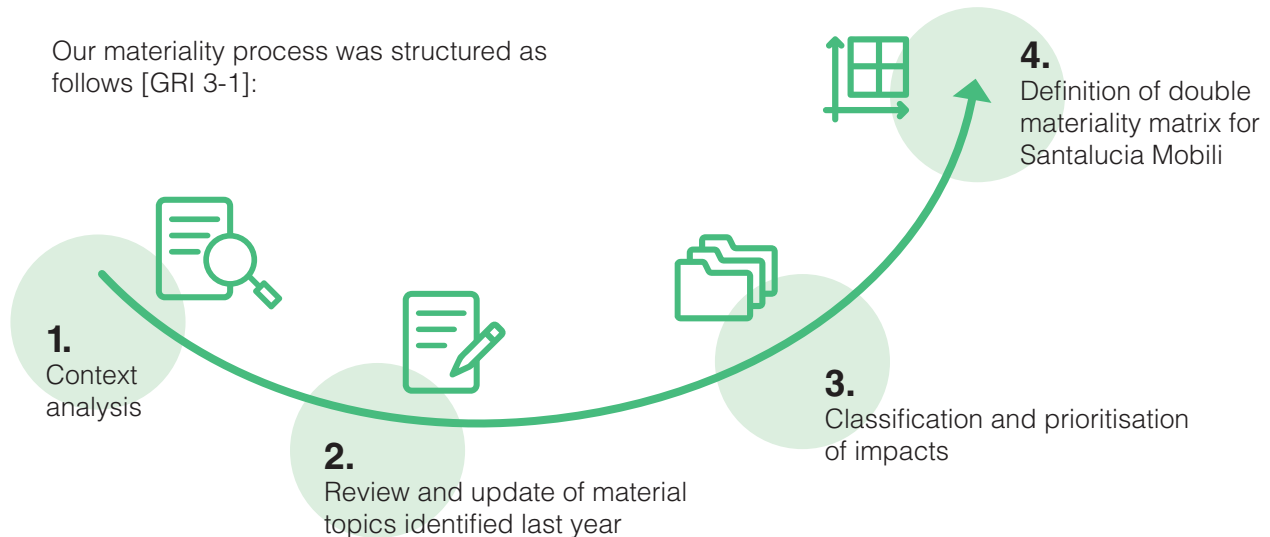 Our materiality process was structured as
follows [GRI 3-1]:
1.
Context
analysis
2.
Review and update of material
topics identified last year
3.
Classification and prioritisation
of impacts
4.
Definition of double
materiality matrix for
Santalucia Mobili